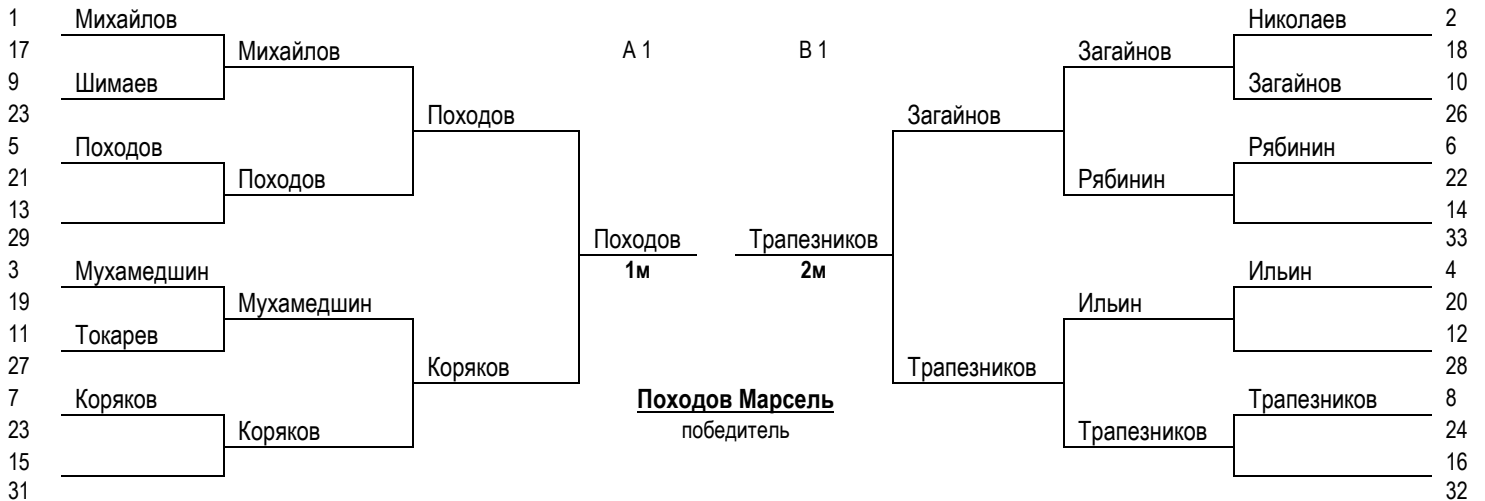 1 Михайлов Николаев 2
17 Михайлов А 1 В 1 Загайнов 18
9 Шимаев Загайнов 10
23 Походов Загайнов 26
5 Походов Рябинин 6
21 Походов Рябинин 22
13 14
29 Походов Трапезников 33
3 Мухамедшин 1м 2м Ильин 4
19 Мухамедшин Ильин 20
11 Токарев 12
27 Коряков Трапезников 28
7 Коряков Походов Марсель Трапезников 8
23 Коряков победитель Трапезников 24
15 16
31 32